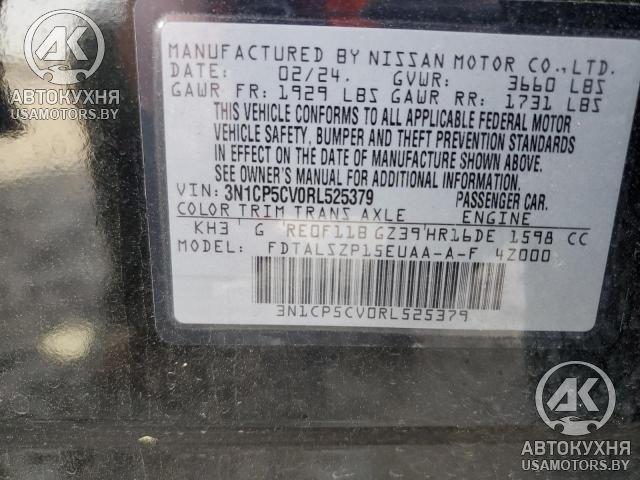 MANUFACTURED BY NISSAN MOTOR CO.,LTD.
DATE: 02/24. GVWR: 3660 LBS
GAWR FR: 1929 LBS GAWR RR: 1731 LBS
THIS VEHICLE CONFORMS TO ALL APPLICABLE FEDERAL MOTOR
VEHICLE SAFETY, BUMPER AND THEFT PREVENTION STANDARDS
IN EFFECT ON THE DATE OF MANUFACTURE SHOWN ABOVE.
SEE OWNER'S MANUAL FOR ADDITIONAL INFORMATION.
VIN: 3N1CP5CV0RL525379 PASSENGER CAR.
COLOR TRIM TRANS AXLE ENGINE
KH3 G RE0F11B GZ39 HR16DE 1598 CC
MODEL: FDTALSZP15EUAA-A-F 4Z000
3N1CP5CV0RL525379
АК
АВТОКУХНЯ
USAMOTORS.BY
АК
АВТОКУХНЯ
USAMOTORS.BY